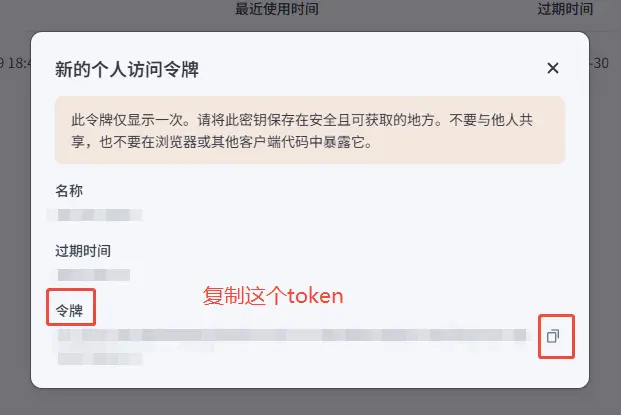 最近使用时间 过期时间
新的个人访问令牌
9 18:4 -30
此令牌仅显示一次。请将此密钥保存在安全且可获取的地方。不要与他人共
享，也不要在浏览器或其他客户端代码中暴露它。
名称
过期时间
复制这个token
令牌